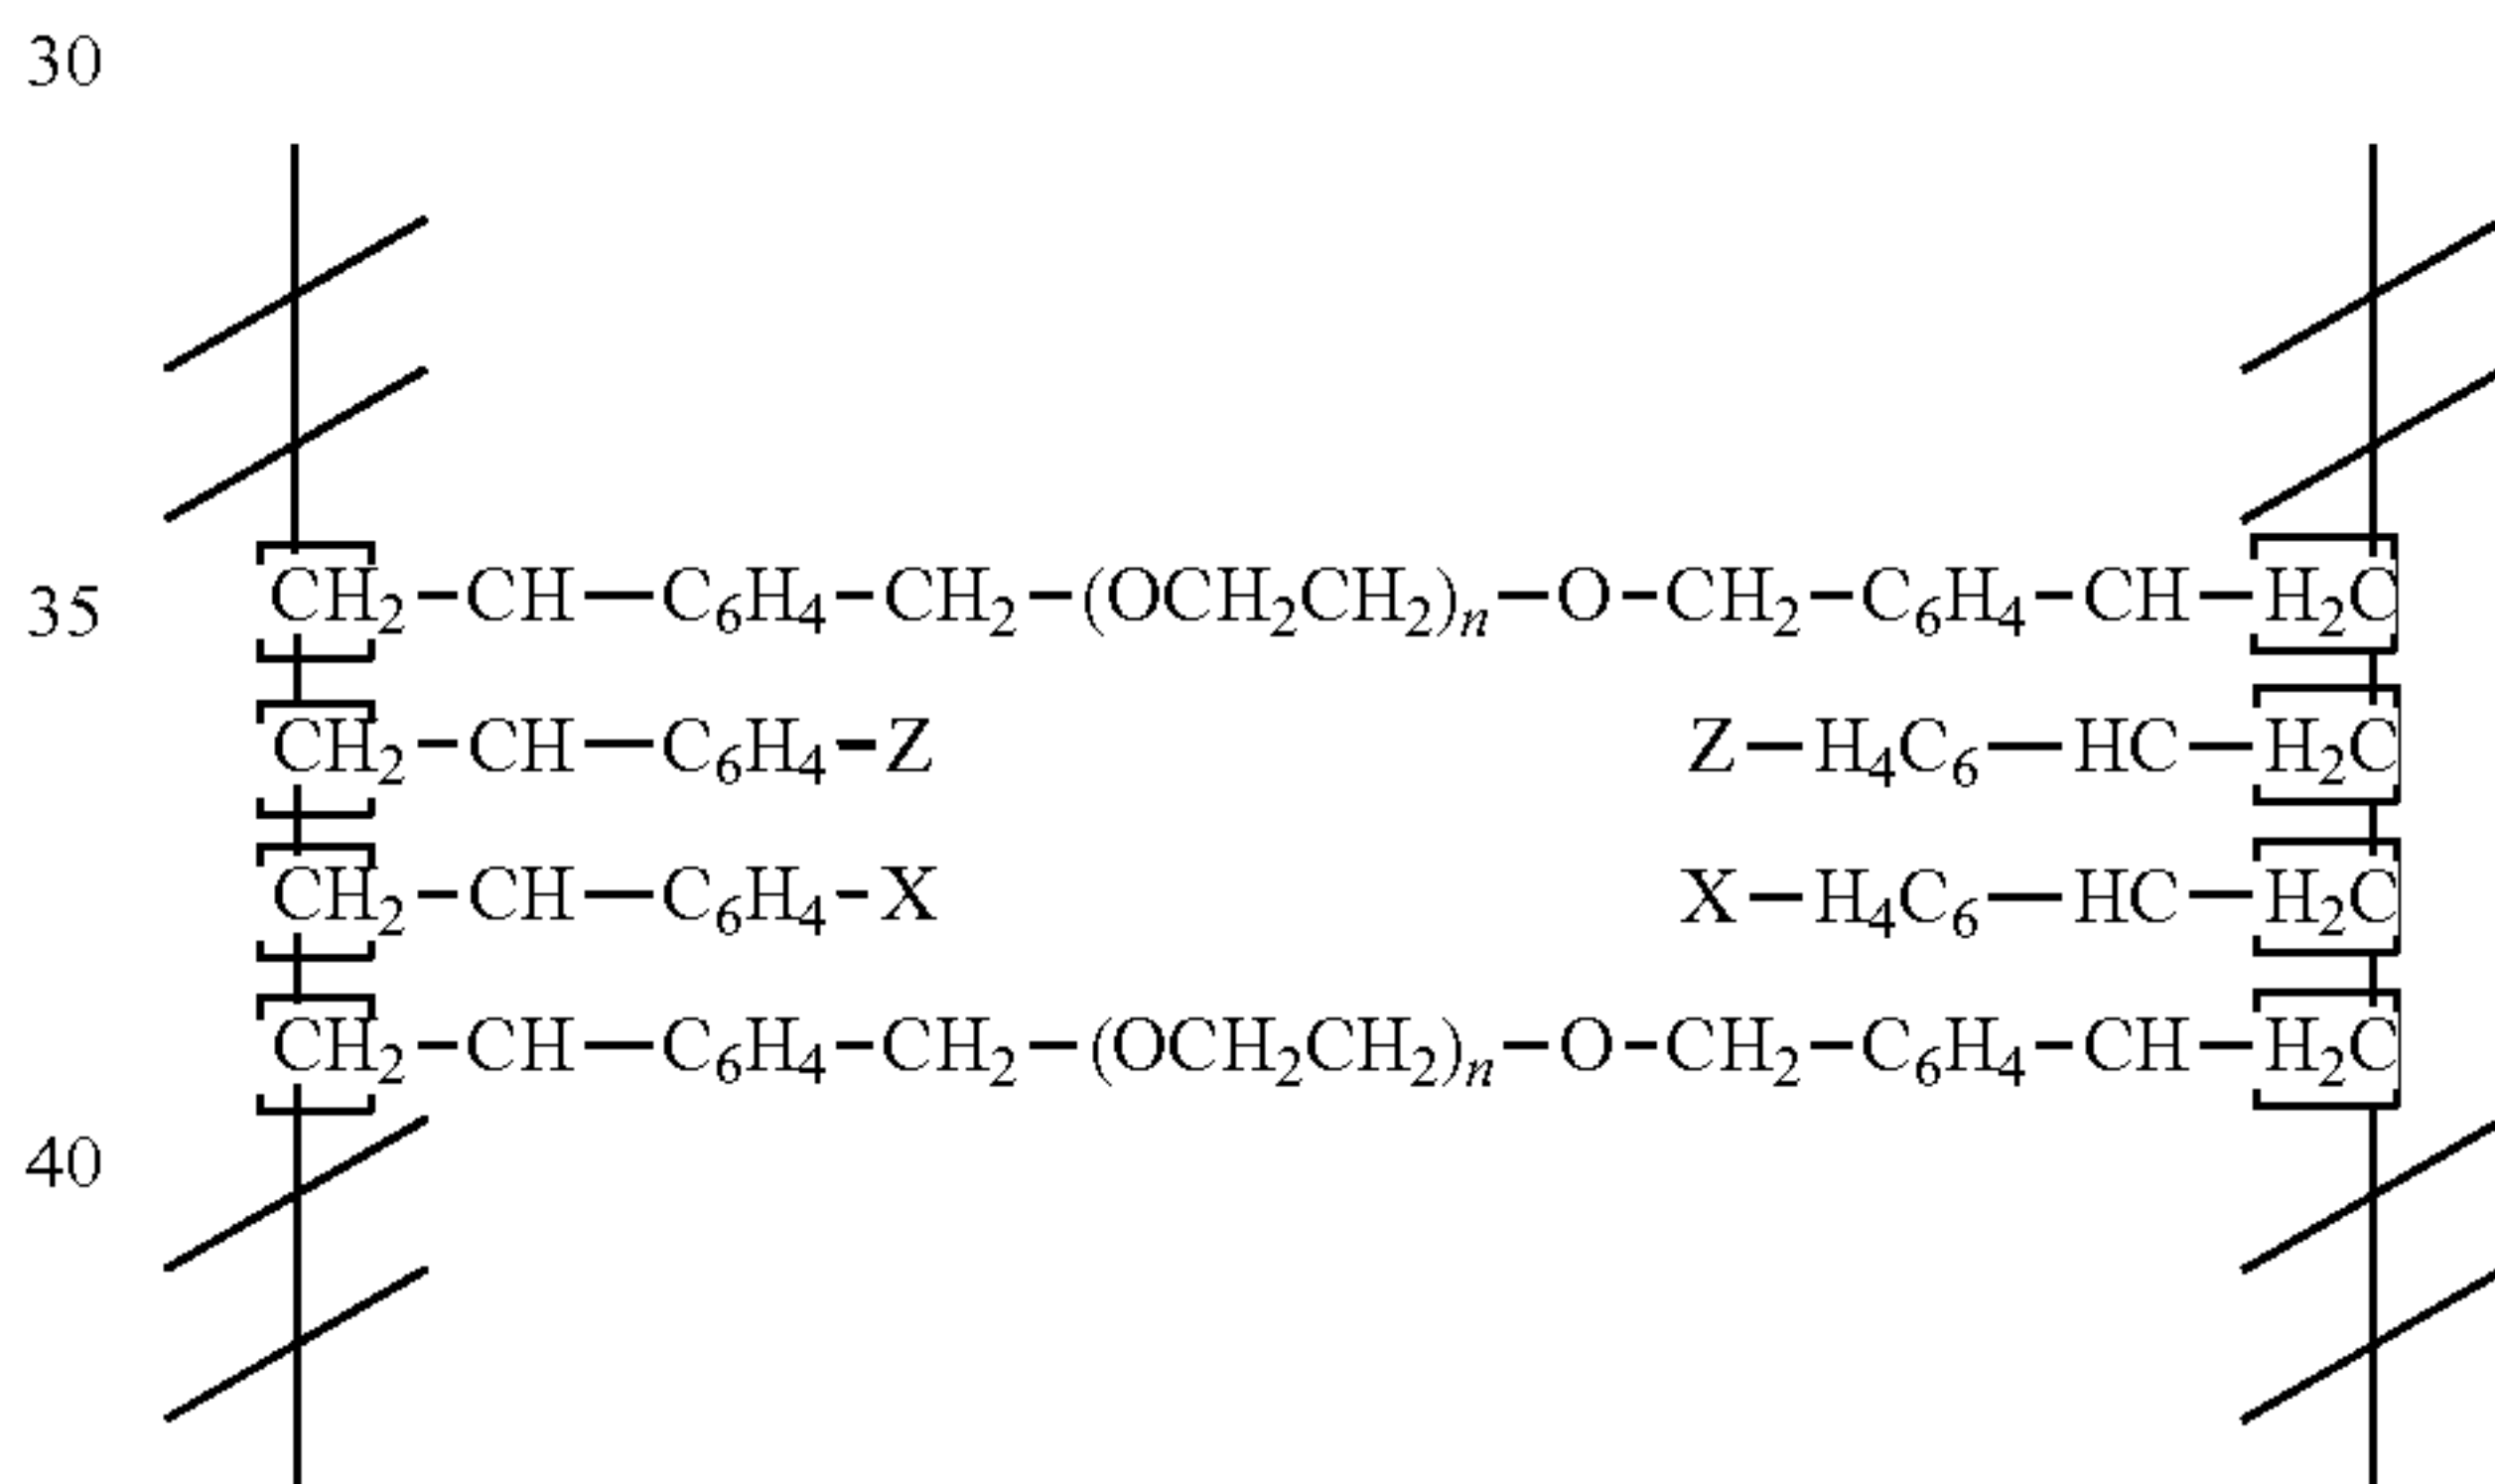 30
35 CH₂—CH—C₆H₄—CH₂—(OCH₂CH₂)ₙ—O—CH₂—C₆H₄—CH—H₂C
CH₂—CH—C₆H₄—Z Z—H₄C₆—HC—H₂C
CH₂—CH—C₆H₄—X X—H₄C₆—HC—H₂C
CH₂—CH—C₆H₄—CH₂—(OCH₂CH₂)ₙ—O—CH₂—C₆H₄—CH—H₂C
40